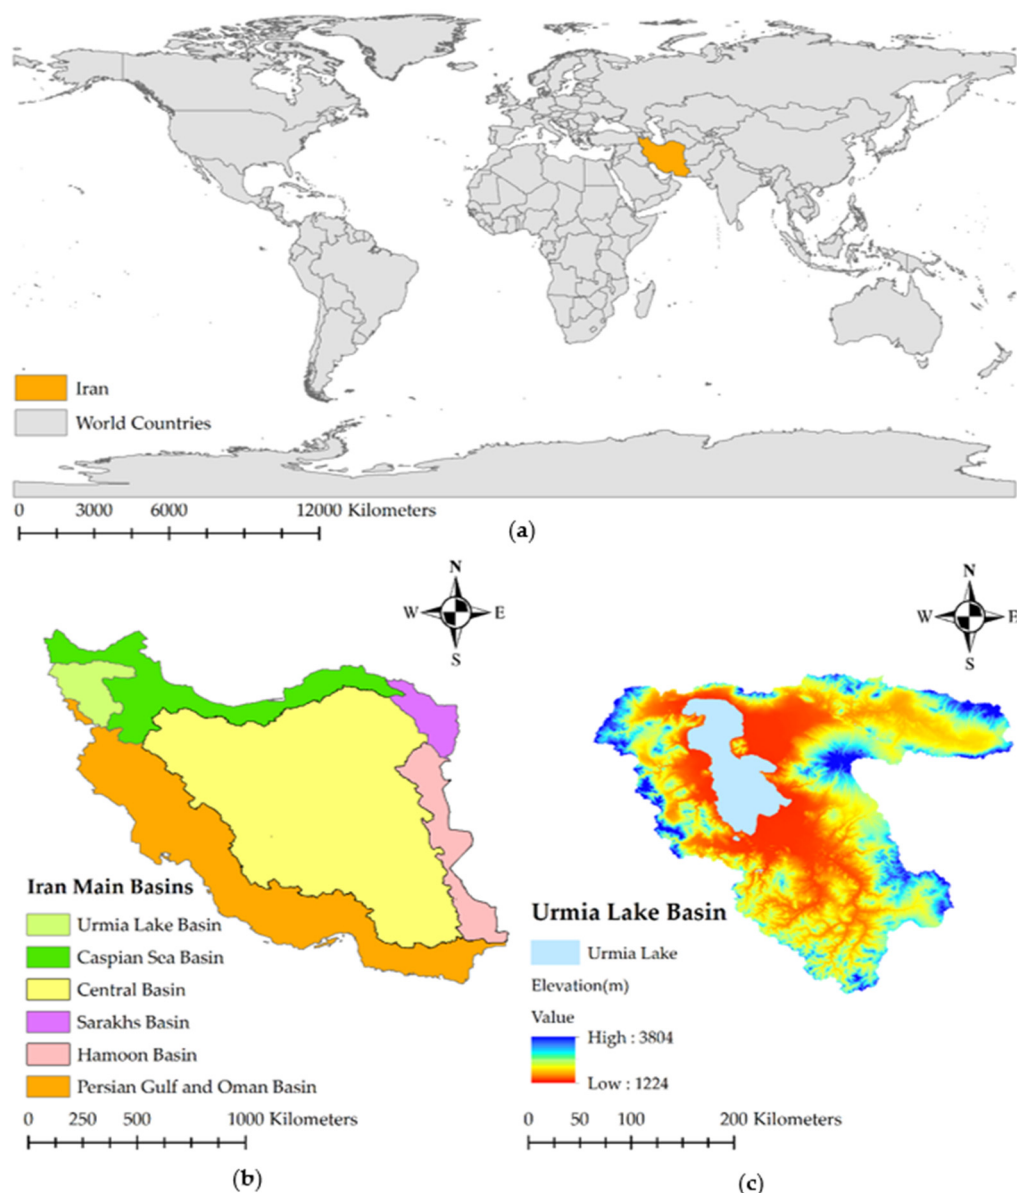 Iran
World Countries
0 3000 6000 12000 Kilometers
(a)
N
W E
S
N
W E
S
Iran Main Basins
Urmia Lake Basin
Caspian Sea Basin
Central Basin
Sarakhs Basin
Hamoon Basin
Persian Gulf and Oman Basin
0 250 500 1000 Kilometers
(b)
Urmia Lake Basin
Urmia Lake
Elevation(m)
Value
High : 3804
Low : 1224
0 50 100 200 Kilometers
(c)